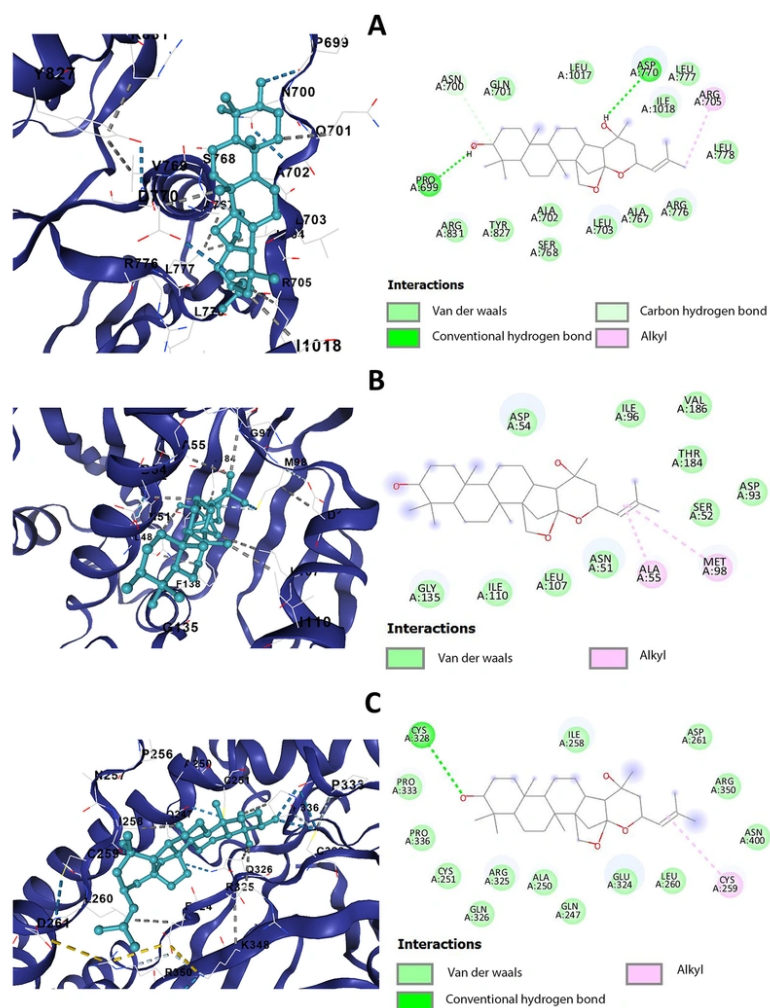 A
P699
Y827
N700
Q701
S768
A702
D770
L703
R776
L777
R705
I1018
ASN
A:700
GLN
A:701
LEU
A:1017
ASP
A:770
LEU
A:777
ILE
A:1018
ARG
A:705
LEU
A:778
H
O
H
O
PRO
A:699
O
O
ARG
A:831
TYR
A:827
ALA
A:702
SER
A:768
LEU
A:703
ALA
A:767
ARG
A:776
Interactions
Van der waals
Carbon hydrogen bond
Conventional hydrogen bond
Alkyl
B
M98
F138
G135
I110
ASP
A:54
ILE
A:96
VAL
A:186
THR
A:184
ASP
A:93
SER
A:52
O
O
O
O
GLY
A:135
ILE
A:110
LEU
A:107
ASN
A:51
ALA
A:55
MET
A:98
Interactions
Van der waals
Alkyl
C
P256
N257
P333
I258
C259
Q326
R325
D261
K348
R350
CYS
A:328
ILE
A:258
ASP
A:261
PRO
A:333
ARG
A:350
O
O
O
O
PRO
A:336
ASN
A:400
CYS
A:251
ARG
A:325
ALA
A:250
GLU
A:324
LEU
A:260
CYS
A:259
GLN
A:326
GLN
A:247
Interactions
Van der waals
Alkyl
Conventional hydrogen bond